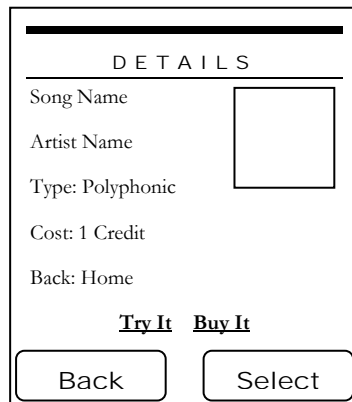 DETAILS
Song Name
Artist Name
Type: Polyphonic
Cost: 1 Credit
Back: Home
Try It Buy It
Back Select